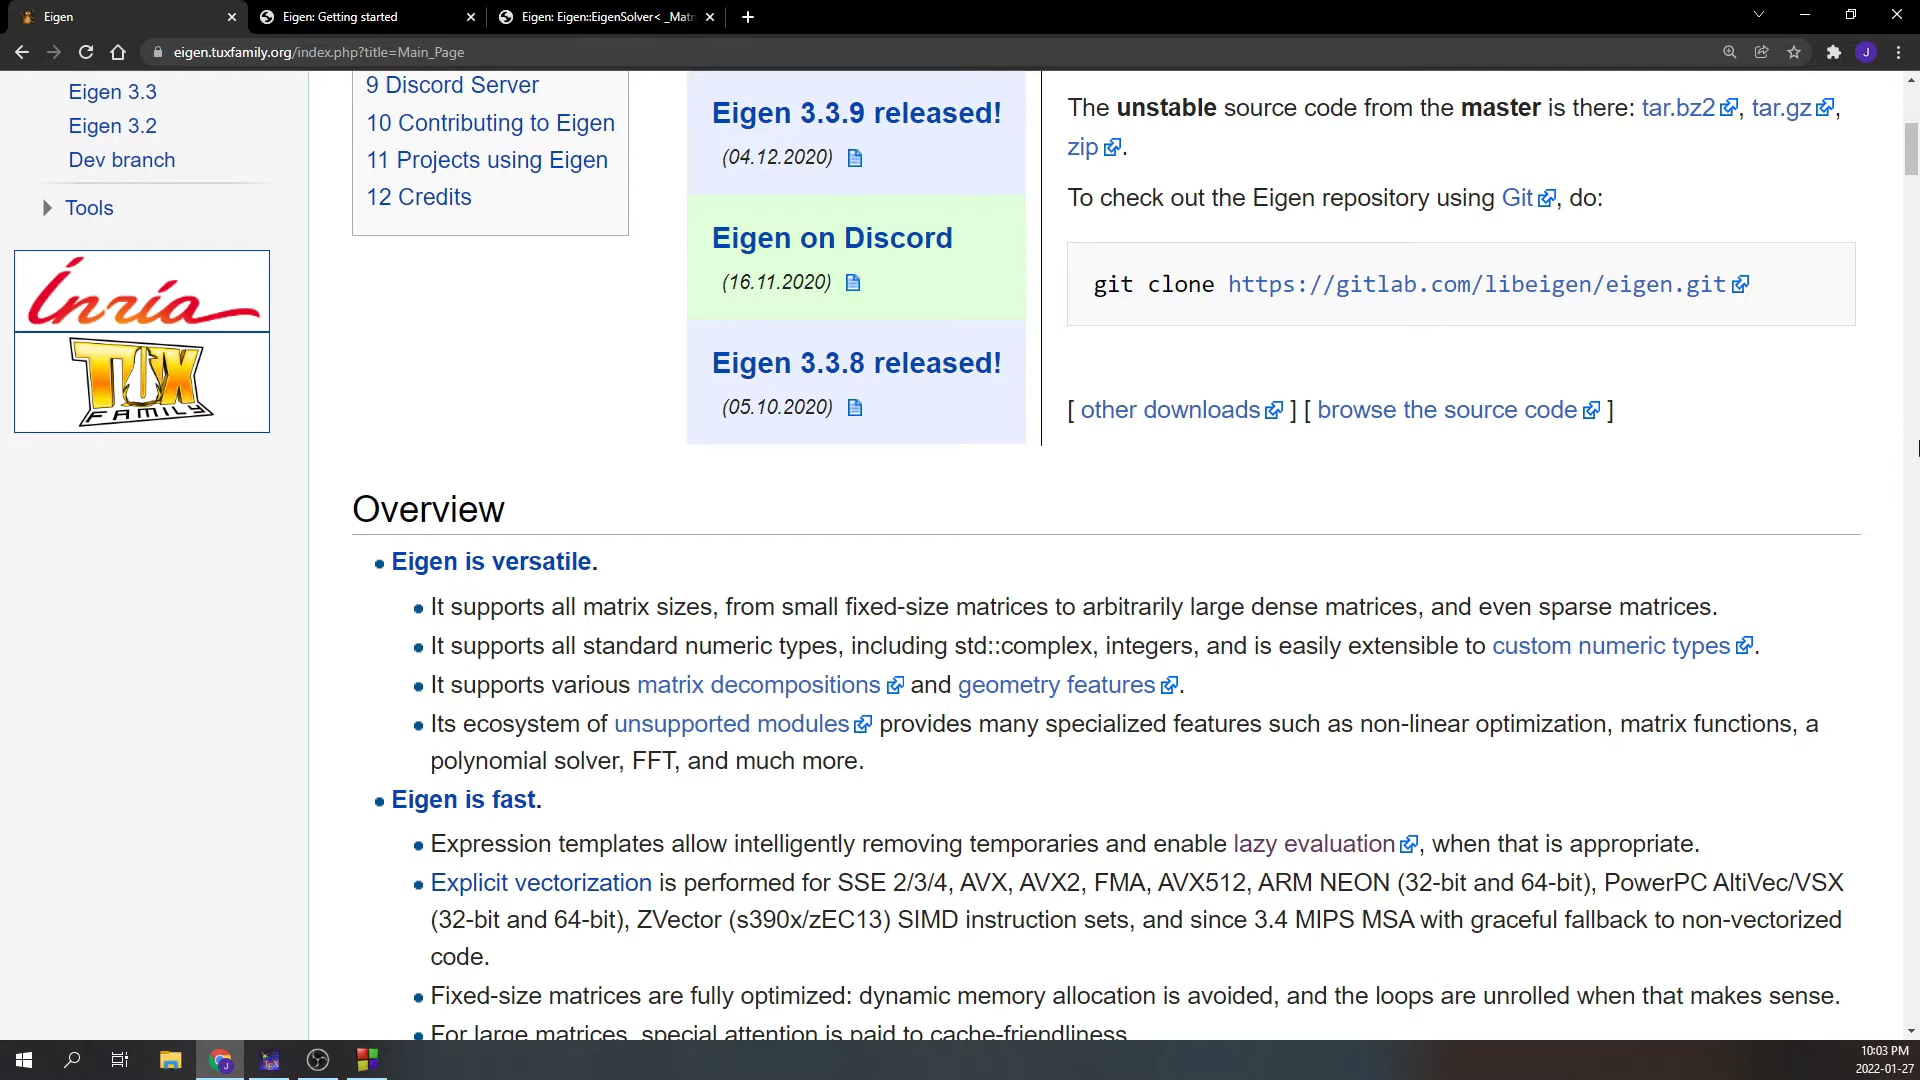 Eigen
Eigen: Getting started
Eigen: Eigen::EigenSolver< _Matri
eigen.tuxfamily.org/index.php?title=Main_Page
J
Eigen 3.3
Eigen 3.2
Dev branch
Tools
Inria
TUX
FAMILY
9 Discord Server
10 Contributing to Eigen
11 Projects using Eigen
12 Credits
Eigen 3.3.9 released!
(04.12.2020)
Eigen on Discord
(16.11.2020)
Eigen 3.3.8 released!
(05.10.2020)
The unstable source code from the master is there: tar.bz2, tar.gz,
zip.
To check out the Eigen repository using Git, do:
git clone https://gitlab.com/libeigen/eigen.git
[ other downloads ] [ browse the source code ]
Overview
Eigen is versatile.
It supports all matrix sizes, from small fixed-size matrices to arbitrarily large dense matrices, and even sparse matrices.
It supports all standard numeric types, including std::complex, integers, and is easily extensible to custom numeric types.
It supports various matrix decompositions and geometry features.
Its ecosystem of unsupported modules provides many specialized features such as non-linear optimization, matrix functions, a
polynomial solver, FFT, and much more.
Eigen is fast.
Expression templates allow intelligently removing temporaries and enable lazy evaluation, when that is appropriate.
Explicit vectorization is performed for SSE 2/3/4, AVX, AVX2, FMA, AVX512, ARM NEON (32-bit and 64-bit), PowerPC AltiVec/VSX
(32-bit and 64-bit), ZVector (s390x/zEC13) SIMD instruction sets, and since 3.4 MIPS MSA with graceful fallback to non-vectorized
code.
Fixed-size matrices are fully optimized: dynamic memory allocation is avoided, and the loops are unrolled when that makes sense.
For large matrices, special attention is paid to cache-friendliness.
10:03 PM
2022-01-27